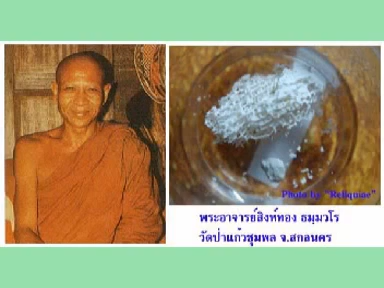 Photo by "Reliquiae"
พระอาจารย์สิงห์ทอง ธมฺมวโร
วัดป่าแก้วชุมพล จ.สกลนคร